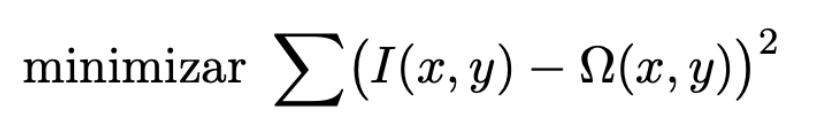 minimizar ∑(I(x, y) − Ω(x, y))²